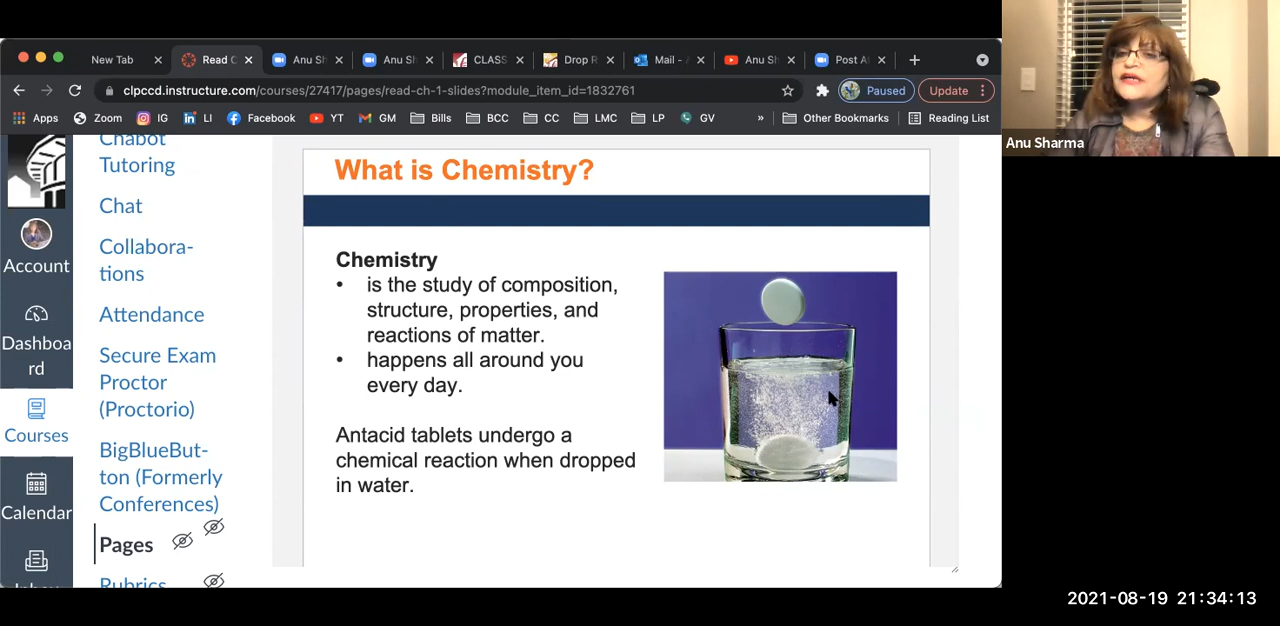 New Tab
Read C
Anu Sh
Anu Sh
CLASS
Drop R
Mail -
Anu Sh
Post A
clpccd.instructure.com/courses/27417/pages/read-ch-1-slides?module_item_id=1832761
Paused
Update
Apps
Zoom
IG
LI
Facebook
YT
GM
Bills
BCC
CC
LMC
LP
GV
»
Other Bookmarks
Reading List
Anu Sharma
Account
Dashboa
rd
Courses
Calendar
Chabot
Tutoring
Chat
Collabora-
tions
Attendance
Secure Exam
Proctor
(Proctorio)
BigBlueBut-
ton (Formerly
Conferences)
Pages
Rubrics
What is Chemistry?
Chemistry
• is the study of composition,
structure, properties, and
reactions of matter.
• happens all around you
every day.
Antacid tablets undergo a
chemical reaction when dropped
in water.
2021-08-19 21:34:13